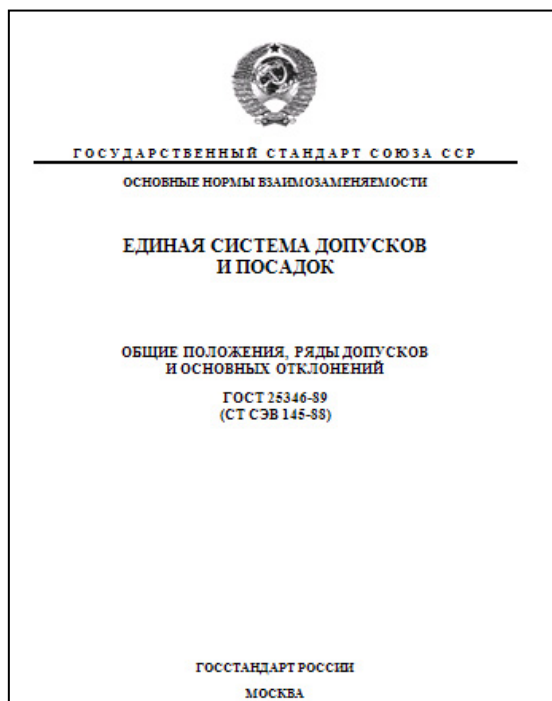 ГОСУДАРСТВЕННЫЙ СТАНДАРТ СОЮЗА ССР
ОСНОВНЫЕ НОРМЫ ВЗАИМОЗАМЕНЯЕМОСТИ
ЕДИНАЯ СИСТЕМА ДОПУСКОВ
И ПОСАДОК
ОБЩИЕ ПОЛОЖЕНИЯ, РЯДЫ ДОПУСКОВ
И ОСНОВНЫХ ОТКЛОНЕНИЙ
ГОСТ 25346-89
(СТ СЭВ 145-88)
ГОССТАНДАРТ РОССИИ
МОСКВА